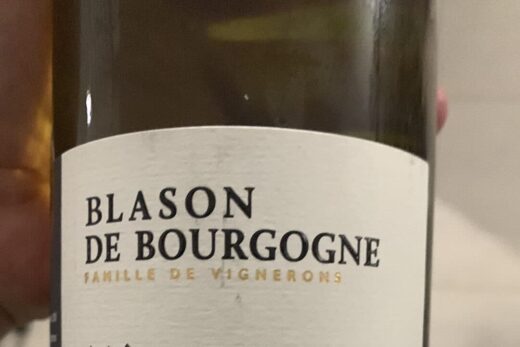 BLASON
DE BOURGOGNE
FAMILLE DE VIGNERONS